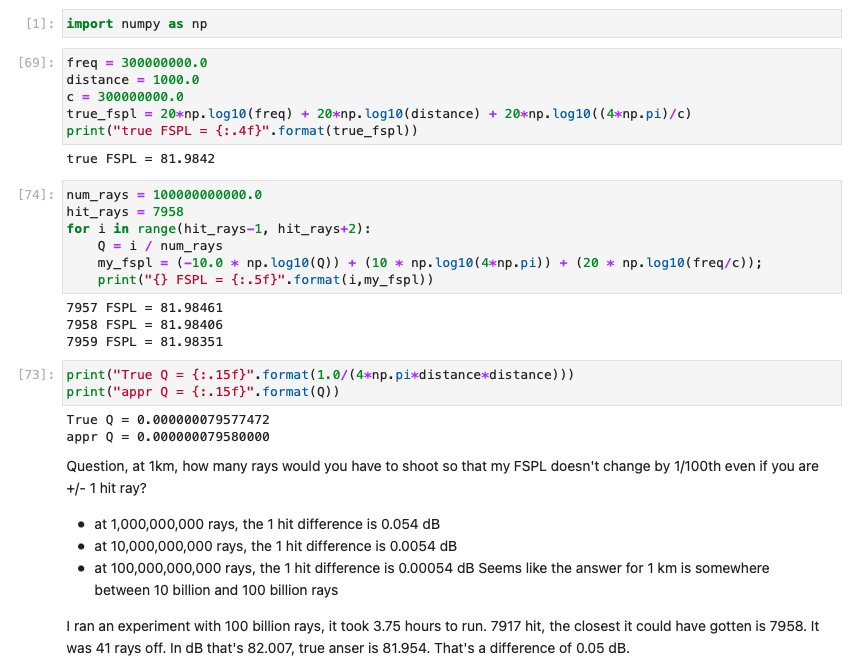 [1]: import numpy as np
[69]: freq = 300000000.0
distance = 1000.0
c = 300000000.0
true_fspl = 20*np.log10(freq) + 20*np.log10(distance) + 20*np.log10((4*np.pi)/c)
print("true FSPL = {:.4f}".format(true_fspl))
true FSPL = 81.9842
[74]: num_rays = 100000000000.0
hit_rays = 7958
for i in range(hit_rays-1, hit_rays+2):
    Q = i / num_rays
    my_fspl = (-10.0 * np.log10(Q)) + (10 * np.log10(4*np.pi)) + (20 * np.log10(freq/c));
    print("{} FSPL = {:.5f}".format(i,my_fspl))
7957 FSPL = 81.98461
7958 FSPL = 81.98406
7959 FSPL = 81.98351
[73]: print("True Q = {:.15f}".format(1.0/(4*np.pi*distance*distance)))
print("appr Q = {:.15f}".format(Q))
True Q = 0.000000079577472
appr Q = 0.000000079580000
Question, at 1km, how many rays would you have to shoot so that my FSPL doesn't change by 1/100th even if you are
+/- 1 hit ray?
• at 1,000,000,000 rays, the 1 hit difference is 0.054 dB
• at 10,000,000,000 rays, the 1 hit difference is 0.0054 dB
• at 100,000,000,000 rays, the 1 hit difference is 0.00054 dB Seems like the answer for 1 km is somewhere
between 10 billion and 100 billion rays
I ran an experiment with 100 billion rays, it took 3.75 hours to run. 7917 hit, the closest it could have gotten is 7958. It
was 41 rays off. In dB that's 82.007, true anser is 81.954. That's a difference of 0.05 dB.